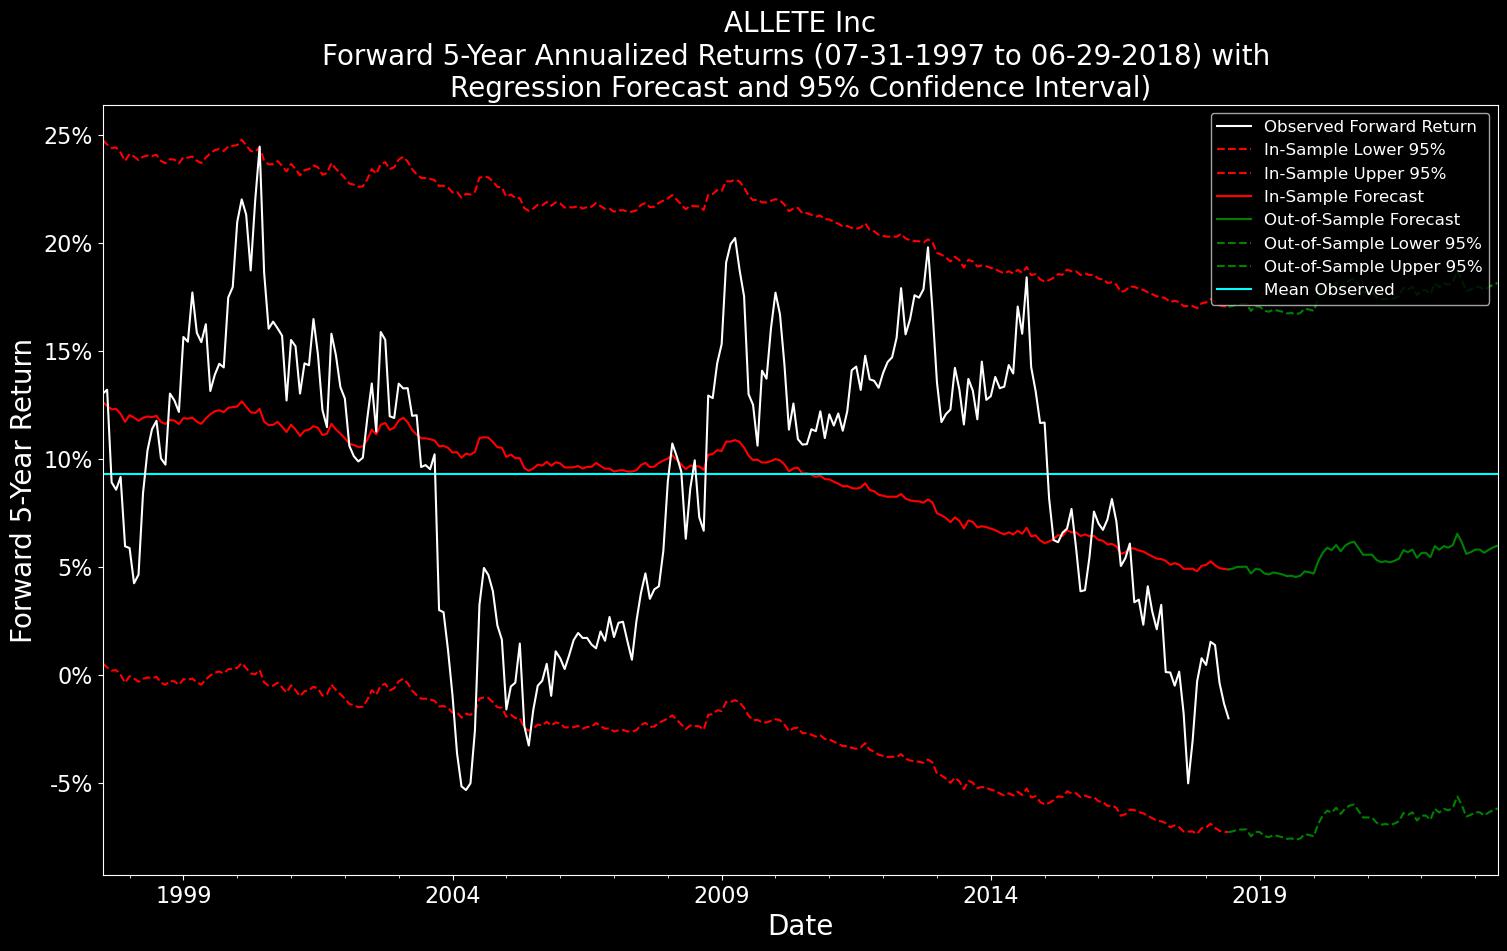 ALLETE Inc
Forward 5-Year Annualized Returns (07-31-1997 to 06-29-2018) with
Regression Forecast and 95% Confidence Interval)
Forward 5-Year Return
25%
20%
15%
10%
5%
0%
-5%
Observed Forward Return
In-Sample Lower 95%
In-Sample Upper 95%
In-Sample Forecast
Out-of-Sample Forecast
Out-of-Sample Lower 95%
Out-of-Sample Upper 95%
Mean Observed
1999
2004
2009
2014
2019
Date